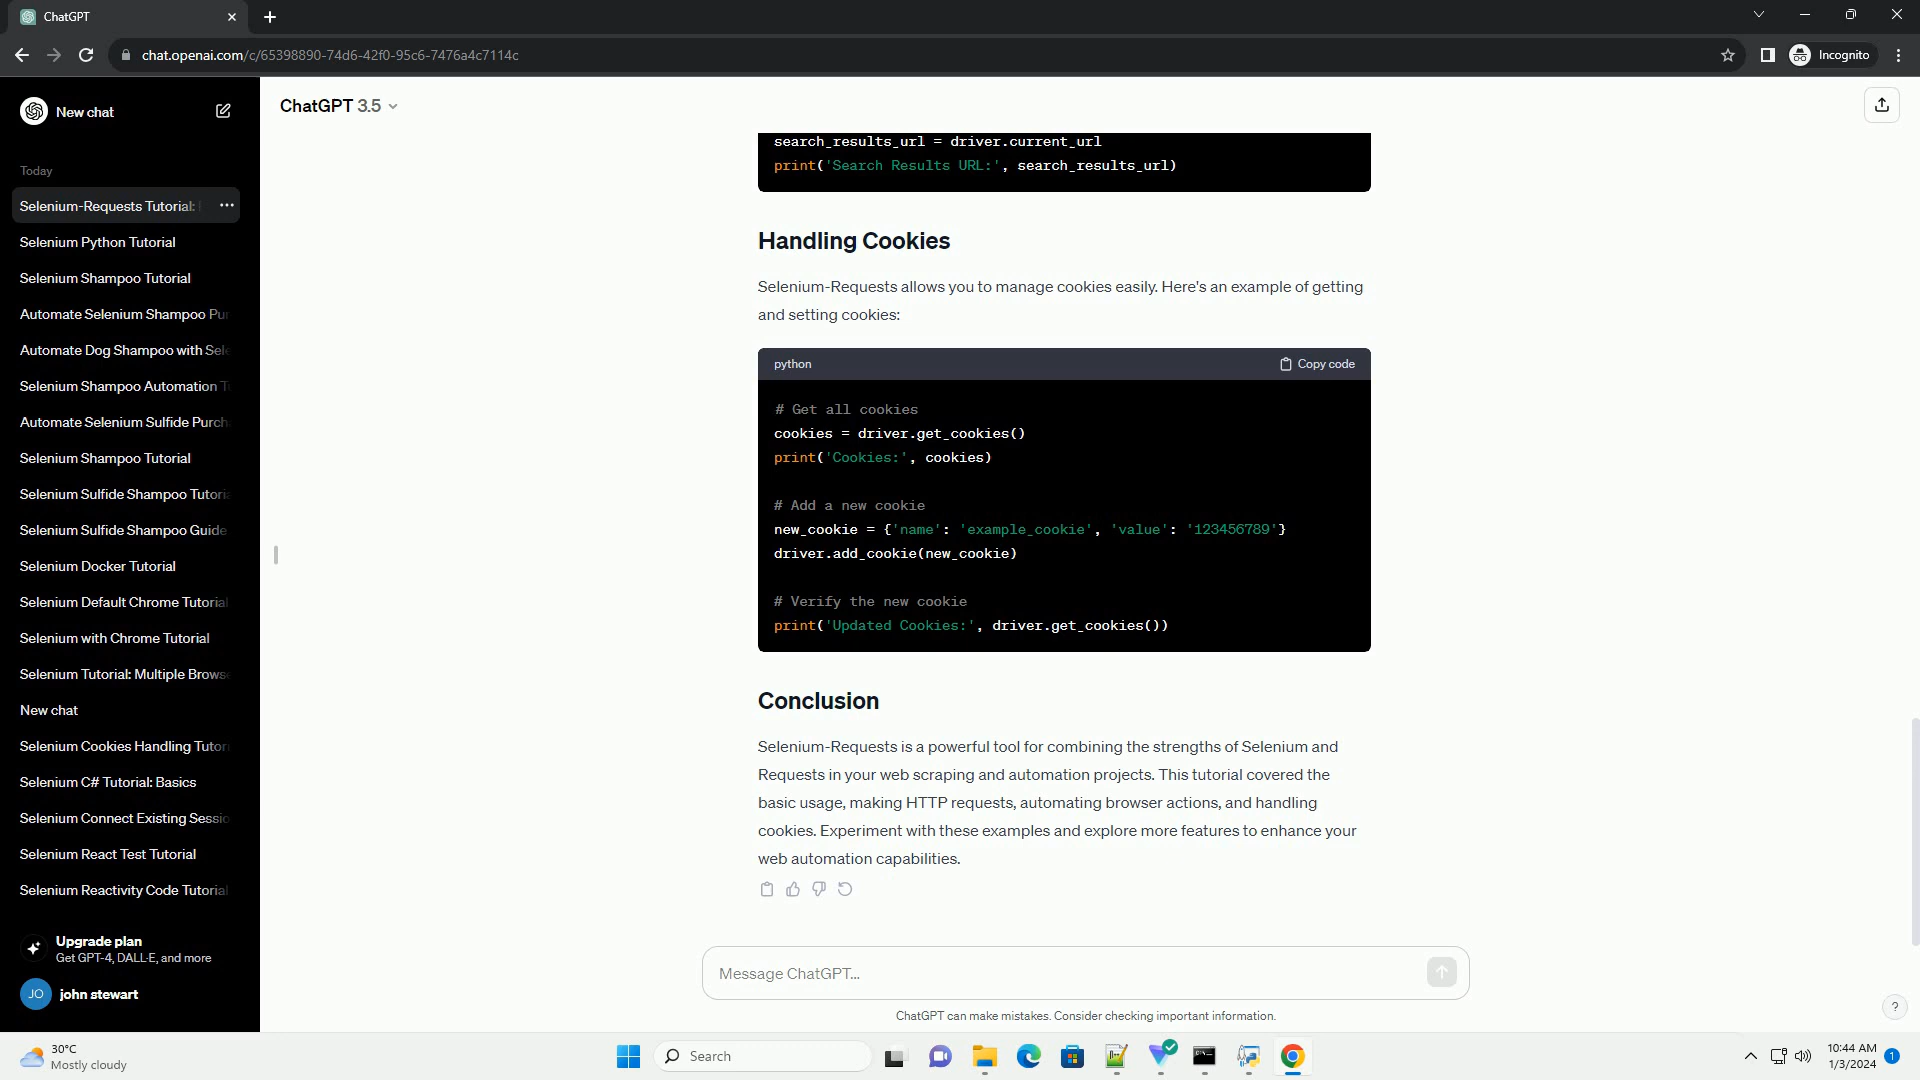 ChatGPT
chat.openai.com/c/65398890-74d6-42f0-95c6-7476a4c7114c
Incognito
New chat
Today
Selenium-Requests Tutorial:
Selenium Python Tutorial
Selenium Shampoo Tutorial
Automate Selenium Shampoo Pur
Automate Dog Shampoo with Sele
Selenium Shampoo Automation Tu
Automate Selenium Sulfide Purcha
Selenium Shampoo Tutorial
Selenium Sulfide Shampoo Tutoria
Selenium Sulfide Shampoo Guide
Selenium Docker Tutorial
Selenium Default Chrome Tutorial
Selenium with Chrome Tutorial
Selenium Tutorial: Multiple Browse
New chat
Selenium Cookies Handling Tutori
Selenium C# Tutorial: Basics
Selenium Connect Existing Sessio
Selenium React Test Tutorial
Selenium Reactivity Code Tutorial
Upgrade plan
Get GPT-4, DALL·E, and more
JO john stewart
ChatGPT 3.5
search_results_url = driver.current_url
print('Search Results URL:', search_results_url)
Handling Cookies
Selenium-Requests allows you to manage cookies easily. Here's an example of getting
and setting cookies:
python Copy code
# Get all cookies
cookies = driver.get_cookies()
print('Cookies:', cookies)
# Add a new cookie
new_cookie = {'name': 'example_cookie', 'value': '123456789'}
driver.add_cookie(new_cookie)
# Verify the new cookie
print('Updated Cookies:', driver.get_cookies())
Conclusion
Selenium-Requests is a powerful tool for combining the strengths of Selenium and
Requests in your web scraping and automation projects. This tutorial covered the
basic usage, making HTTP requests, automating browser actions, and handling
cookies. Experiment with these examples and explore more features to enhance your
web automation capabilities.
Message ChatGPT...
ChatGPT can make mistakes. Consider checking important information.
?
30°C
Mostly cloudy
Search
10:44 AM
1/3/2024
1